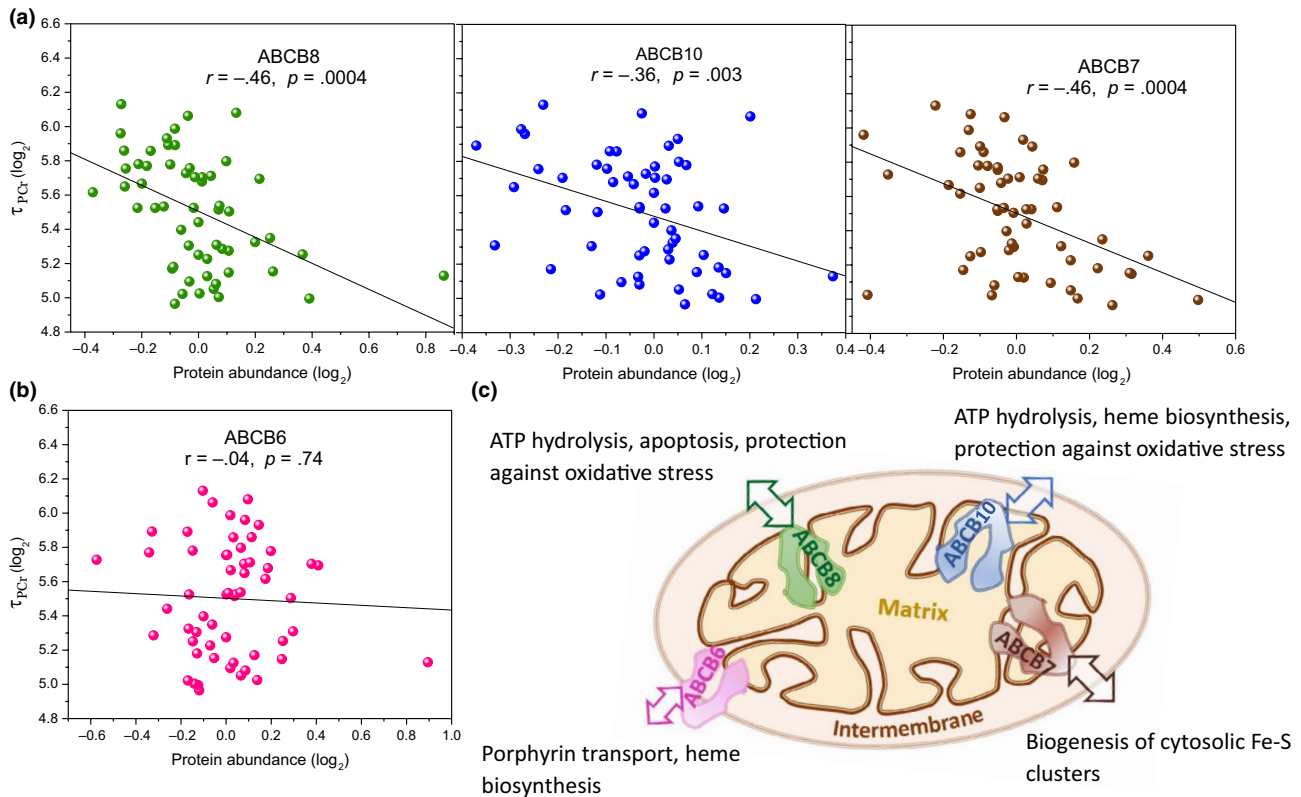 (a)
ABCB8
r = –.46, p = .0004
ABCB10
r = –.36, p = .003
ABCB7
r = –.46, p = .0004
τPCr (log2)
6.6
6.4
6.2
6.0
5.8
5.6
5.4
5.2
5.0
4.8
–0.4 –0.2 0.0 0.2 0.4 0.6 0.8
Protein abundance (log2)
–0.4 –0.3 –0.2 –0.1 0.0 0.1 0.2 0.3 0.4
Protein abundance (log2)
–0.4 –0.2 0.0 0.2 0.4 0.6
Protein abundance (log2)
(b)
ABCB6
r = –.04, p = .74
τPCr (log2)
6.6
6.4
6.2
6.0
5.8
5.6
5.4
5.2
5.0
4.8
–0.6 –0.4 –0.2 0.0 0.2 0.4 0.6 0.8 1.0
Protein abundance (log2)
(c)
ATP hydrolysis, apoptosis, protection
against oxidative stress
ATP hydrolysis, heme biosynthesis,
protection against oxidative stress
ABCB8
ABCB10
Matrix
ABCB6
ABCB7
Intermembrane
Porphyrin transport, heme
biosynthesis
Biogenesis of cytosolic Fe-S
clusters